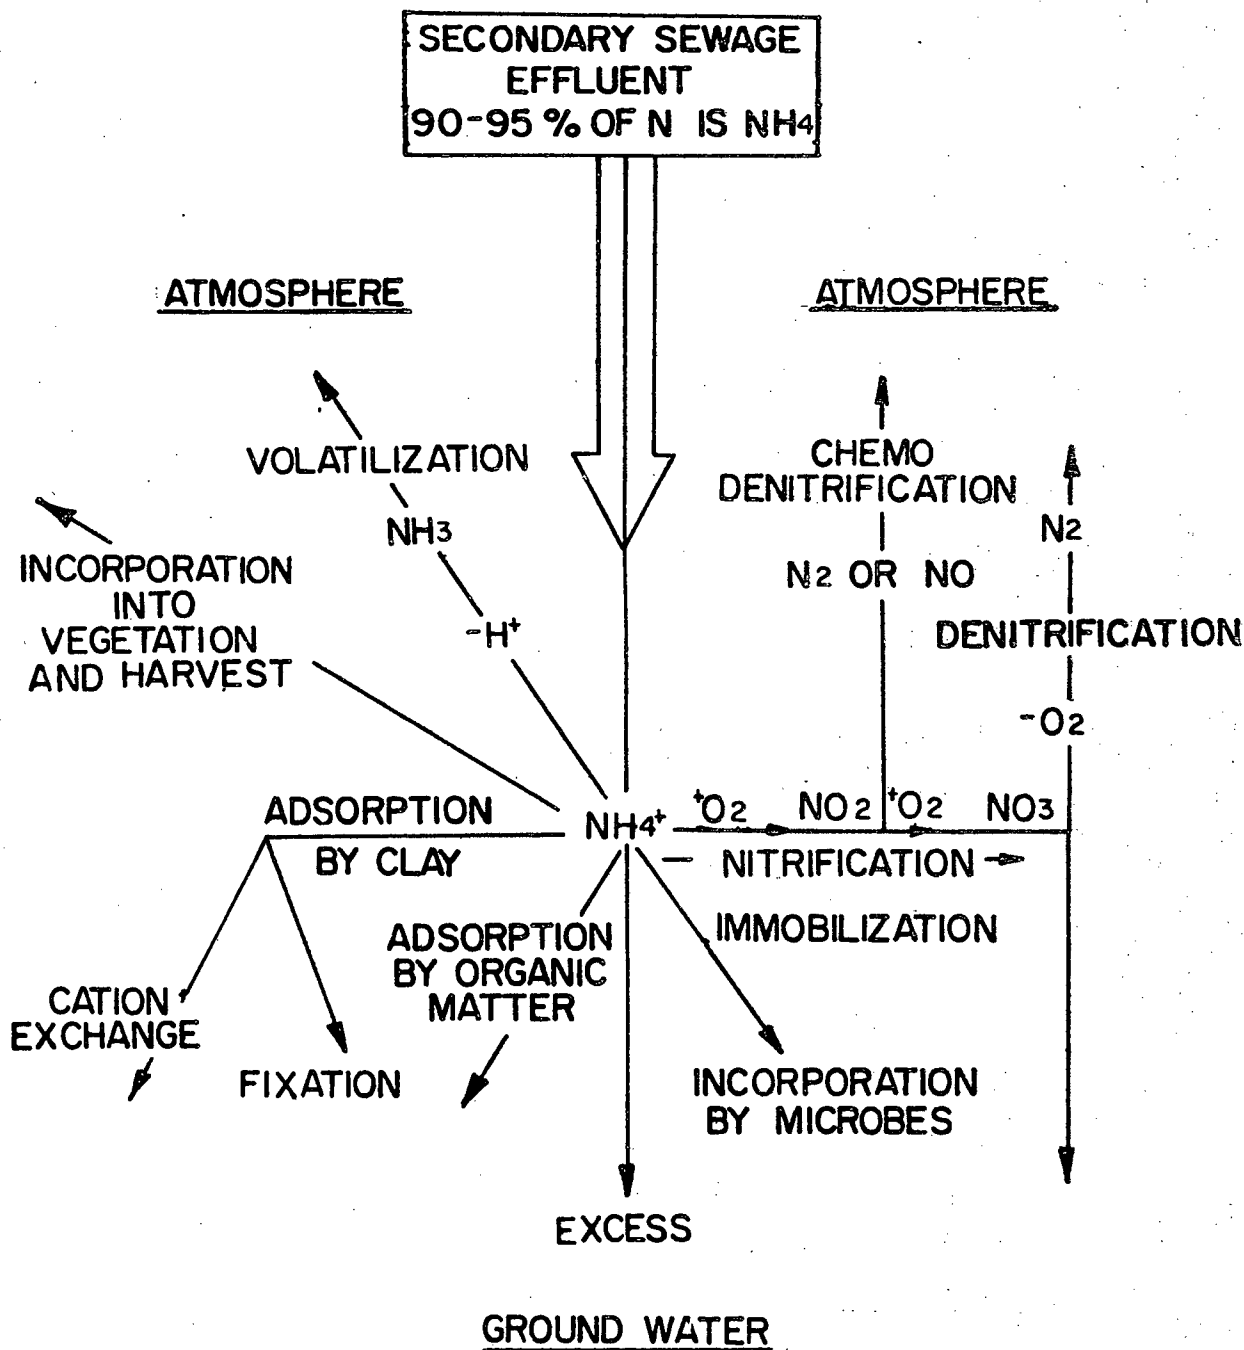 SECONDARY SEWAGE
EFFLUENT
90-95 % OF N IS NH4
ATMOSPHERE
ATMOSPHERE
VOLATILIZATION
NH3
-H+
CHEMO
DENITRIFICATION
N2 OR NO
N2
DENITRIFICATION
-O2
INCORPORATION
INTO
VEGETATION
AND HARVEST
ADSORPTION
BY CLAY
NH4+
+O2
NO2
+O2
NO3
NITRIFICATION
IMMOBILIZATION
ADSORPTION
BY ORGANIC
MATTER
CATION
EXCHANGE
FIXATION
INCORPORATION
BY MICROBES
EXCESS
GROUND WATER